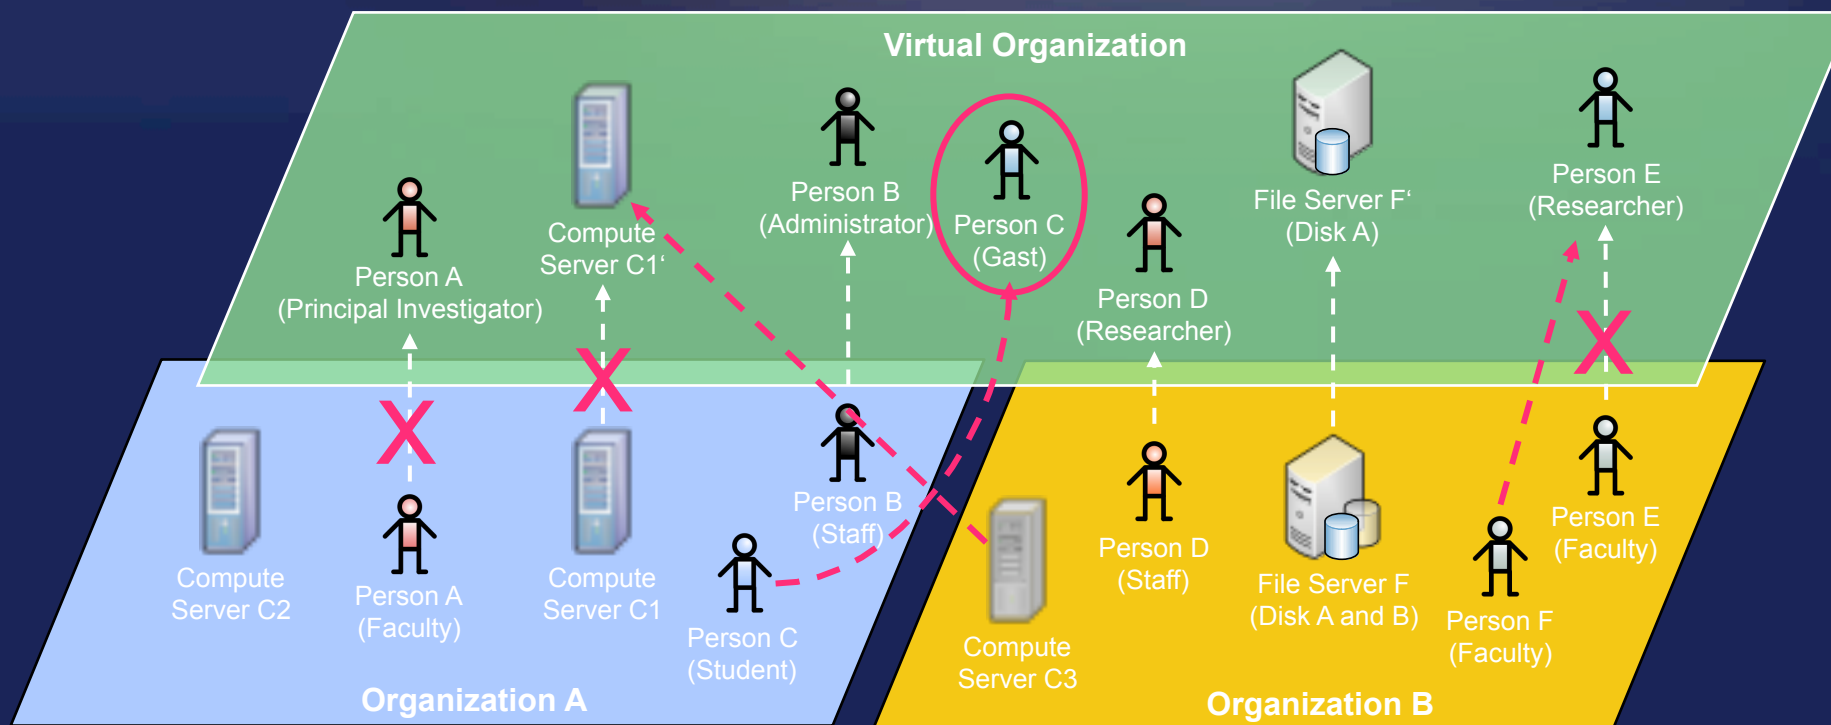 Virtual Organization
Person A
(Principal Investigator)
Compute
Server C1‘
Person B
(Administrator)
Person C
(Gast)
Person D
(Researcher)
File Server F‘
(Disk A)
Person E
(Researcher)
X
X
X
Compute
Server C2
Person A
(Faculty)
Compute
Server C1
Person B
(Staff)
Person C
(Student)
Organization A
Compute
Server C3
Person D
(Staff)
File Server F
(Disk A and B)
Person F
(Faculty)
Person E
(Faculty)
Organization B